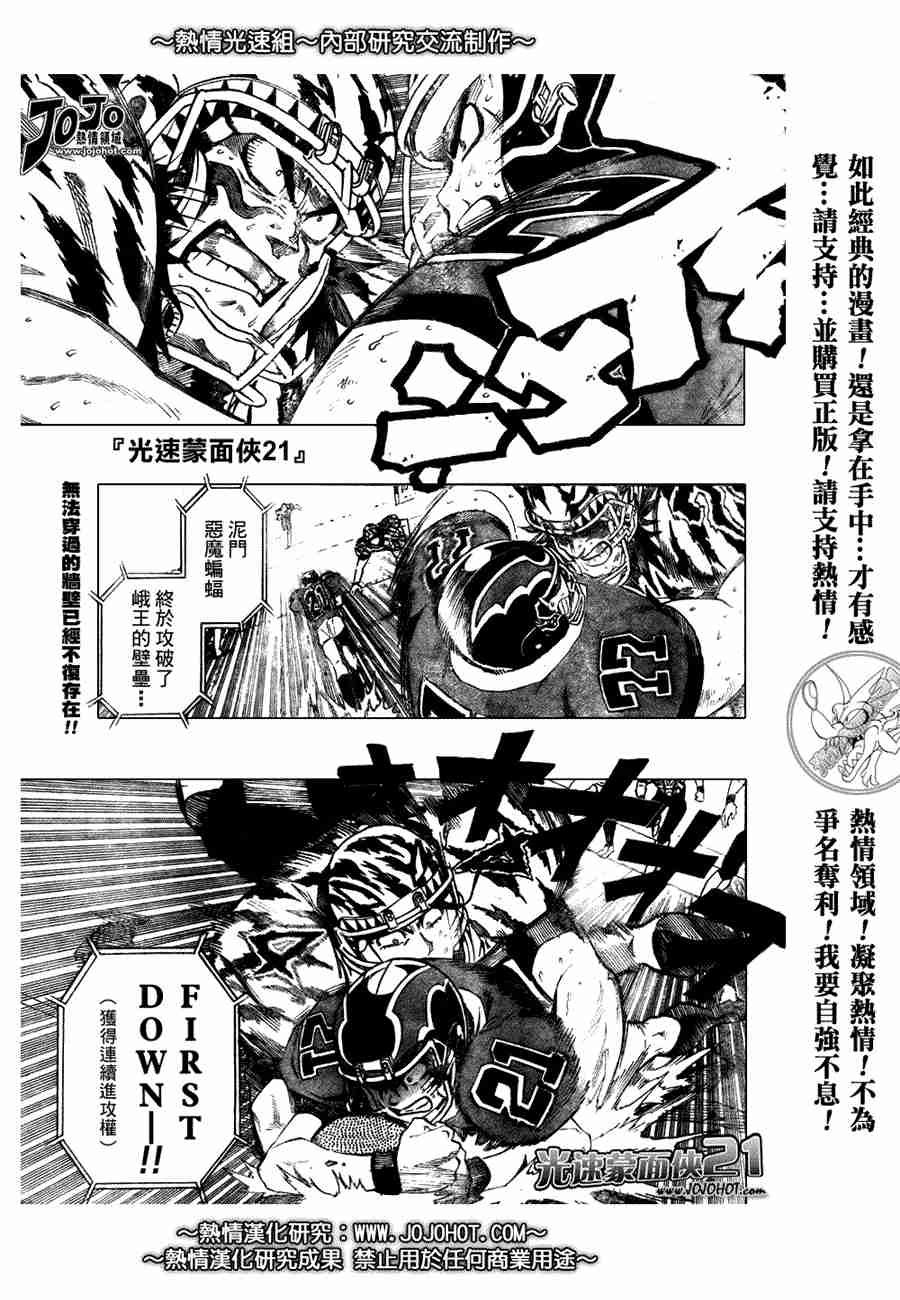 ～熱情光速組～內部研究交流制作～
JOJO
熱情領域
www.jojohot.com
如此經典的漫畫！還是拿在手中…才有感
覺…請支持…並購買正版！請支持熱情！
『光速蒙面俠21』
無法穿過的牆壁已經不復存在!!
泥門
惡魔蝙蝠
終於攻破了
峨王的壁壘…
77
77
熱情領域！凝聚熱情！不為
爭名奪利！我要自強不息！
FIRST
DOWN—!!
（獲得連續進攻權）
21
光速蒙面俠21
www.JOJOHOT.com
～熱情漢化研究：WWW.JOJOHOT.COM～
～熱情漢化研究成果 禁止用於任何商業用途～